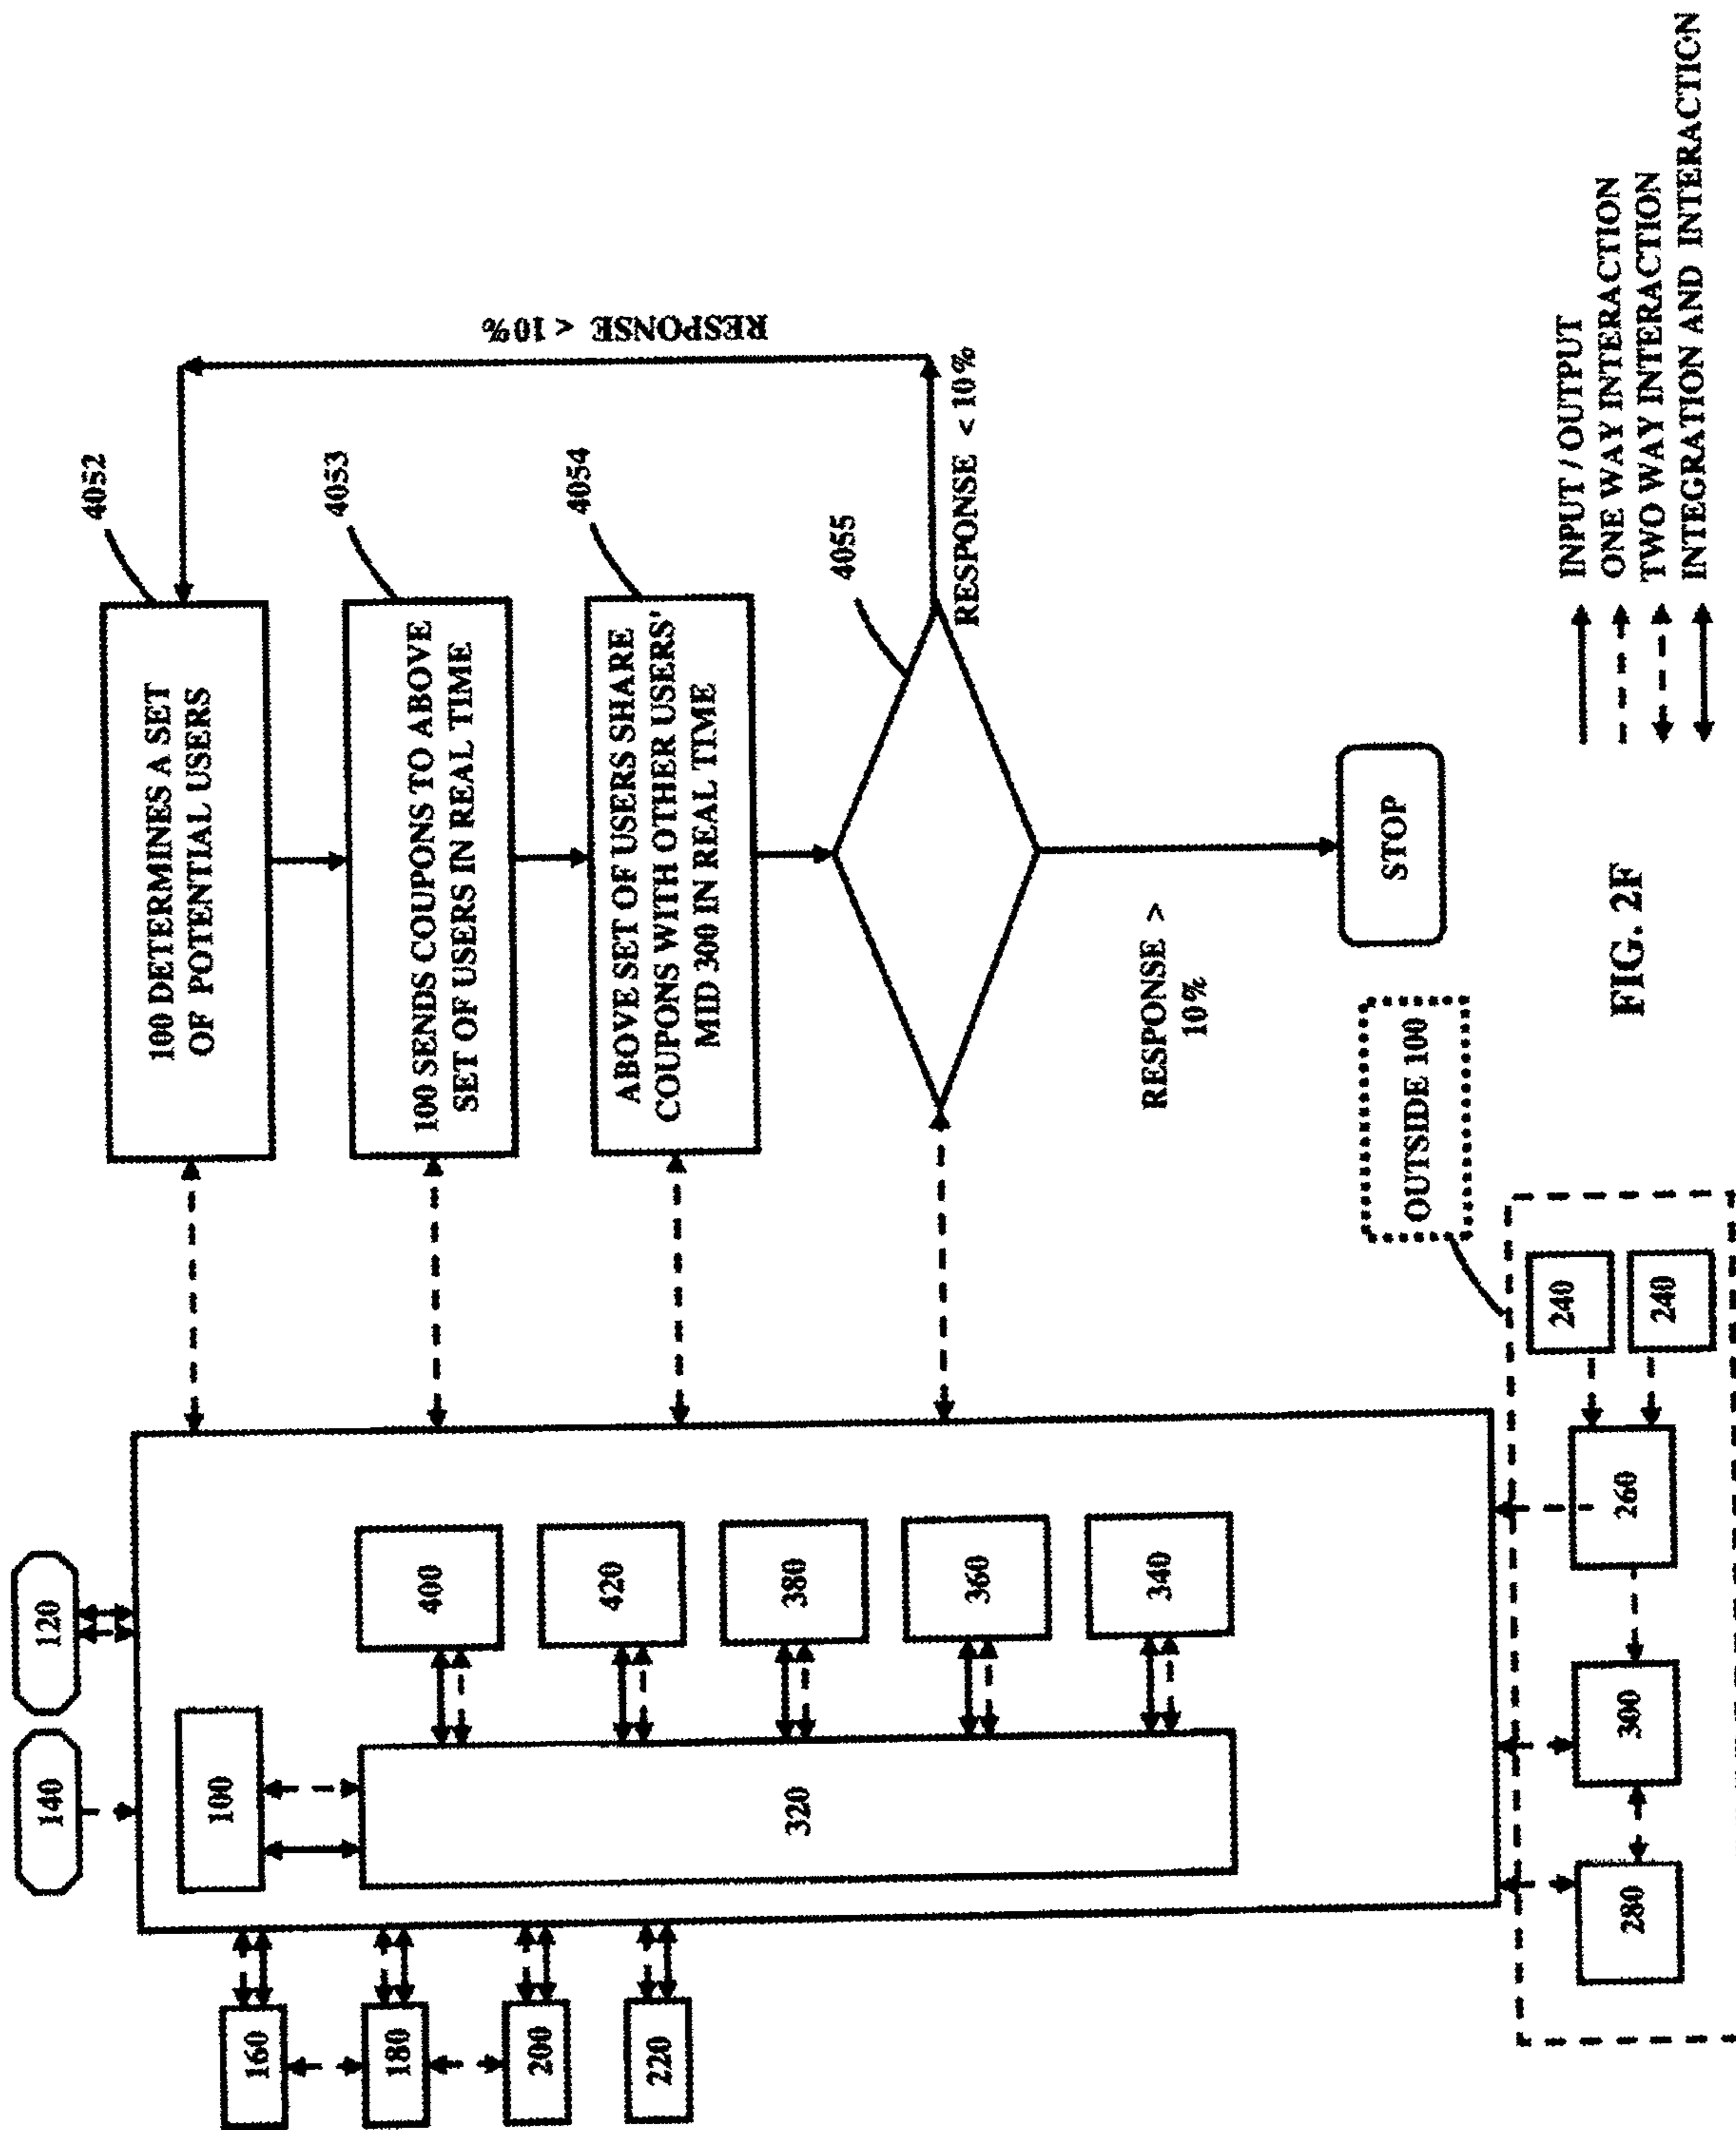 140
120
160
180
200
220
100
320
400
420
380
360
340
4052
100 DETERMINES A SET
OF POTENTIAL USERS
4053
100 SENDS COUPONS TO ABOVE
SET OF USERS IN REAL TIME
4054
ABOVE SET OF USERS SHARE
COUPONS WITH OTHER USERS'
MID 300 IN REAL TIME
4055
RESPONSE < 10%
RESPONSE < 10%
RESPONSE >
10%
STOP
OUTSIDE 100
280
300
260
240
240
FIG. 2F
INPUT / OUTPUT
ONE WAY INTERACTION
TWO WAY INTERACTION
INTEGRATION AND INTERACTION